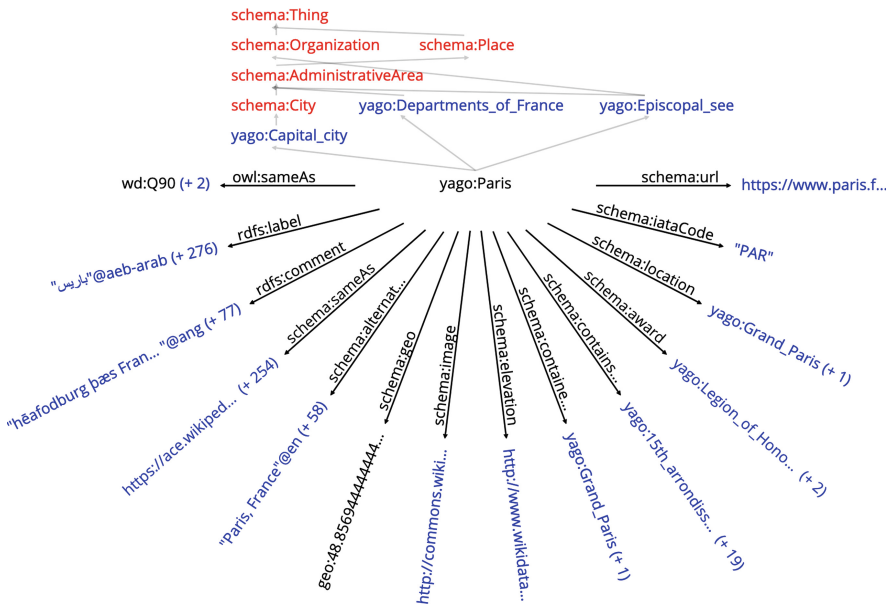 schema:Thing
schema:Organization
schema:Place
schema:AdministrativeArea
schema:City
yago:Departments_of_France
yago:Episcopal_see
yago:Capital_city
wd:Q90 (+ 2)
owl:sameAs
yago:Paris
schema:url
https://www.paris.f...
rdfs:label
"باريس"@aeb-arab (+ 276)
rdfs:comment
"hēafodburg þæs Fran... "@ang (+ 77)
schema:sameAs
https://ace.wikiped... (+ 254)
schema:alternat...
"Paris, France"@en (+ 58)
schema:geo
geo:48.856944444444...
schema:image
http://commons.wiki...
schema:elevation
http://www.wikidata...
schema:containe...
yago:Grand_Paris (+ 1)
schema:contains...
yago:15th_arrondiss... (+ 19)
schema:award
yago:Legion_of_Hono... (+ 2)
schema:location
yago:Grand_Paris (+ 1)
schema:iataCode
"PAR"